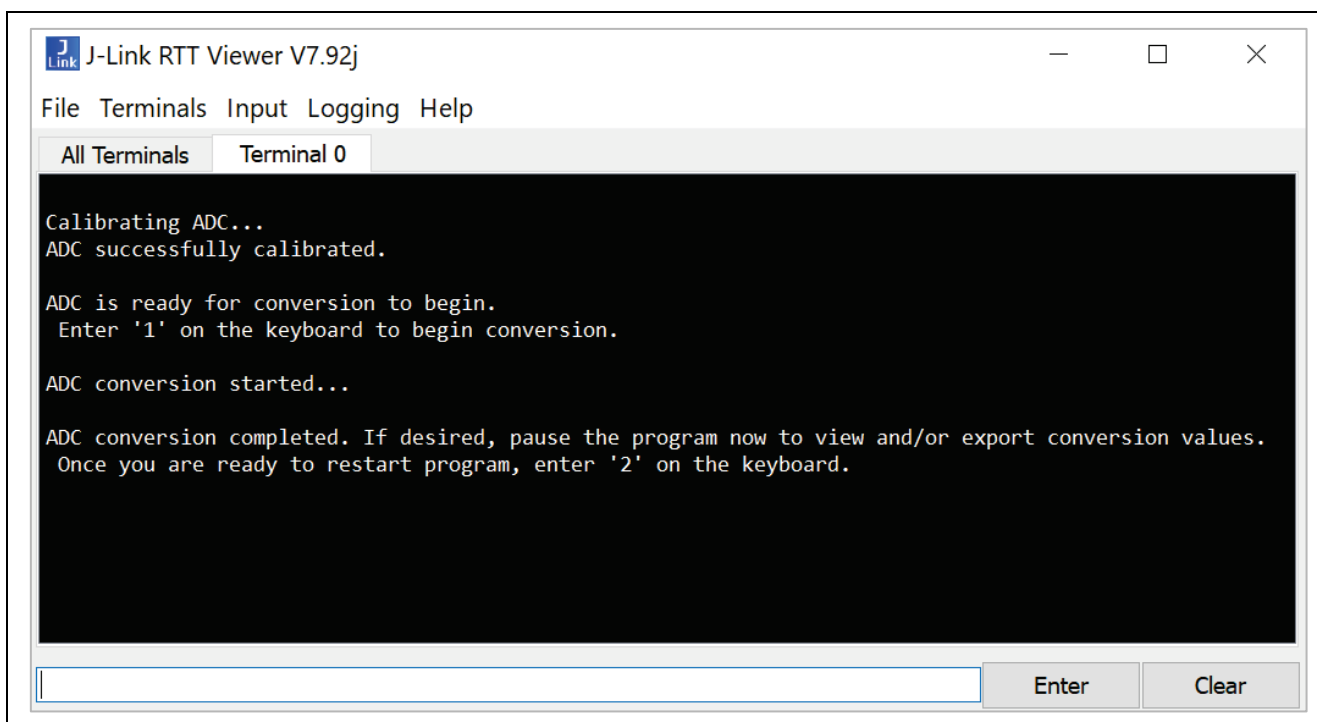 J Link J-Link RTT Viewer V7.92j
File Terminals Input Logging Help
All Terminals Terminal 0
Calibrating ADC...
ADC successfully calibrated.
ADC is ready for conversion to begin.
Enter '1' on the keyboard to begin conversion.
ADC conversion started...
ADC conversion completed. If desired, pause the program now to view and/or export conversion values.
Once you are ready to restart program, enter '2' on the keyboard.
Enter Clear